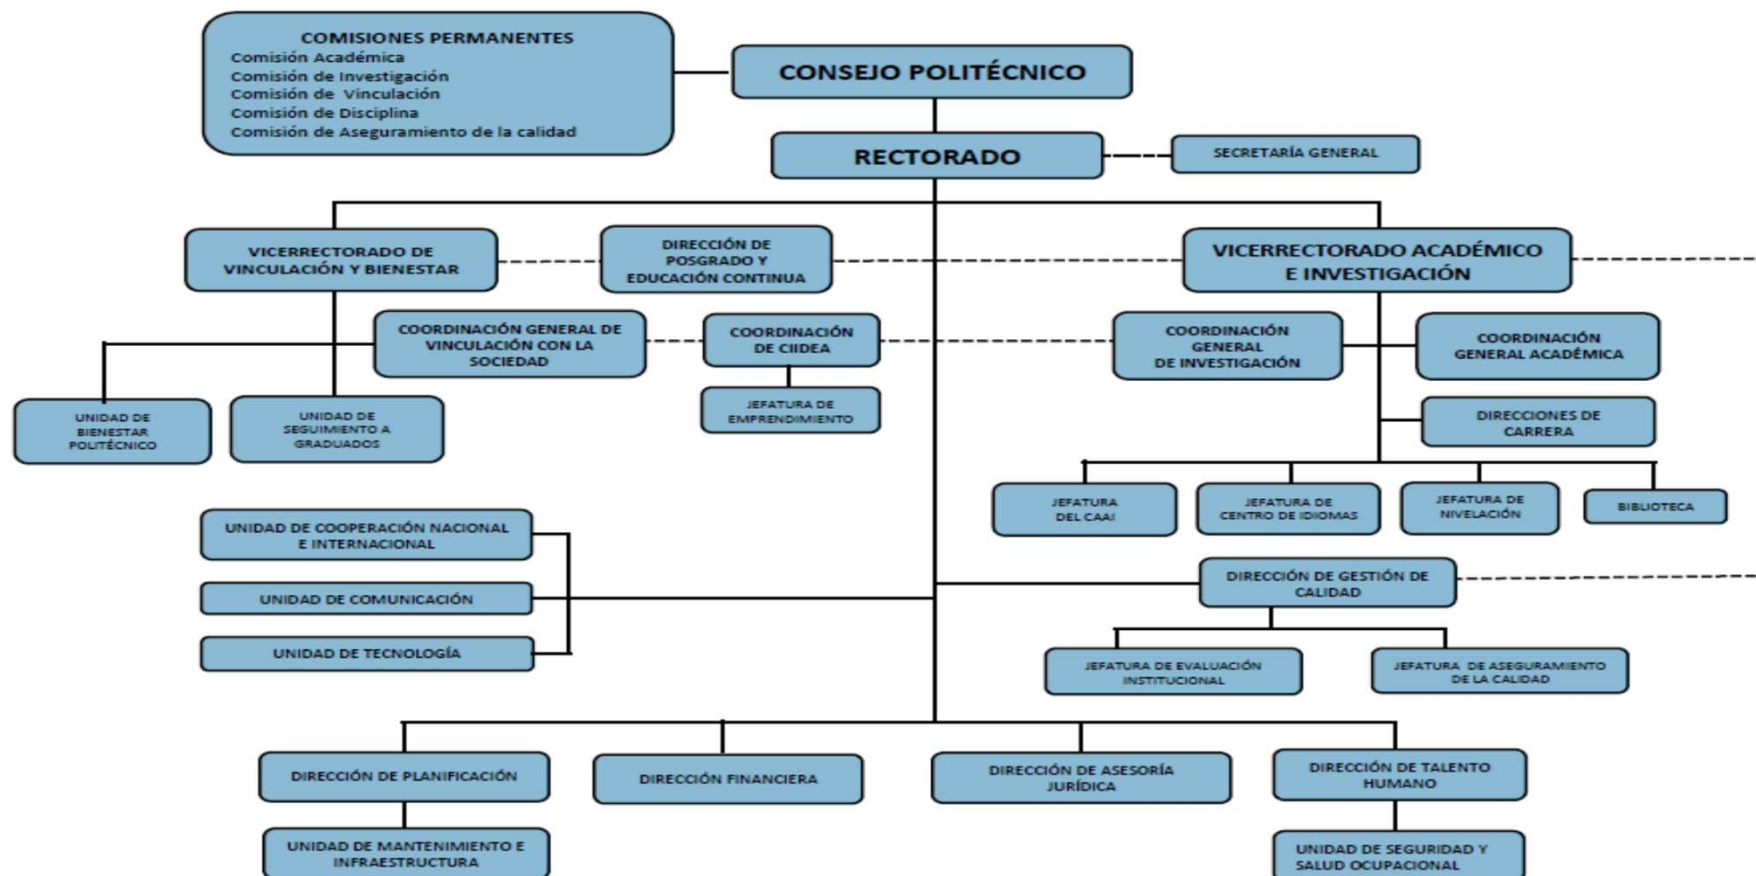 COMISIONES PERMANENTES
Comisión Académica
Comisión de Investigación
Comisión de Vinculación
Comisión de Disciplina
Comisión de Aseguramiento de la calidad
CONSEJO POLITÉCNICO
RECTORADO
SECRETARÍA GENERAL
VICERRECTORADO DE
VINCULACIÓN Y BIENESTAR
DIRECCIÓN DE
POSGRADO Y
EDUCACIÓN CONTINUA
VICERRECTORADO ACADÉMICO
E INVESTIGACIÓN
COORDINACIÓN GENERAL DE
VINCULACIÓN CON LA
SOCIEDAD
COORDINACIÓN
DE CIIDEA
COORDINACIÓN
GENERAL
DE INVESTIGACIÓN
COORDINACIÓN
GENERAL ACADÉMICA
UNIDAD DE
BIENESTAR
POLITÉCNICO
UNIDAD DE
SEGUIMIENTO A
GRADUADOS
JEFATURA DE
EMPRENDIMIENTO
DIRECCIONES DE
CARRERA
JEFATURA
DEL CAAI
JEFATURA DE
CENTRO DE IDIOMAS
JEFATURA DE
NIVELACIÓN
BIBLIOTECA
UNIDAD DE COOPERACIÓN NACIONAL
E INTERNACIONAL
UNIDAD DE COMUNICACIÓN
UNIDAD DE TECNOLOGÍA
DIRECCIÓN DE GESTIÓN DE
CALIDAD
JEFATURA DE EVALUACIÓN
INSTITUCIONAL
JEFATURA DE ASEGURAMIENTO
DE LA CALIDAD
DIRECCIÓN DE PLANIFICACIÓN
DIRECCIÓN FINANCIERA
DIRECCIÓN DE ASESORÍA
JURÍDICA
DIRECCIÓN DE TALENTO
HUMANO
UNIDAD DE MANTENIMIENTO E
INFRAESTRUCTURA
UNIDAD DE SEGURIDAD Y
SALUD OCUPACIONAL